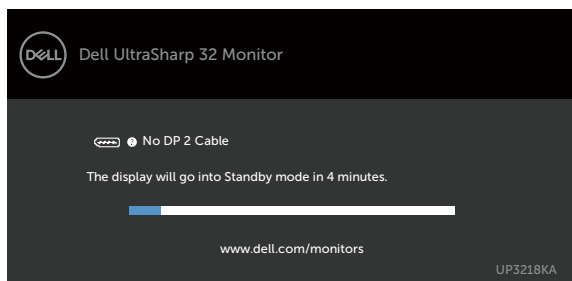 DELL Dell UltraSharp 32 Monitor
2 No DP 2 Cable
The display will go into Standby mode in 4 minutes.
www.dell.com/monitors
UP3218KA